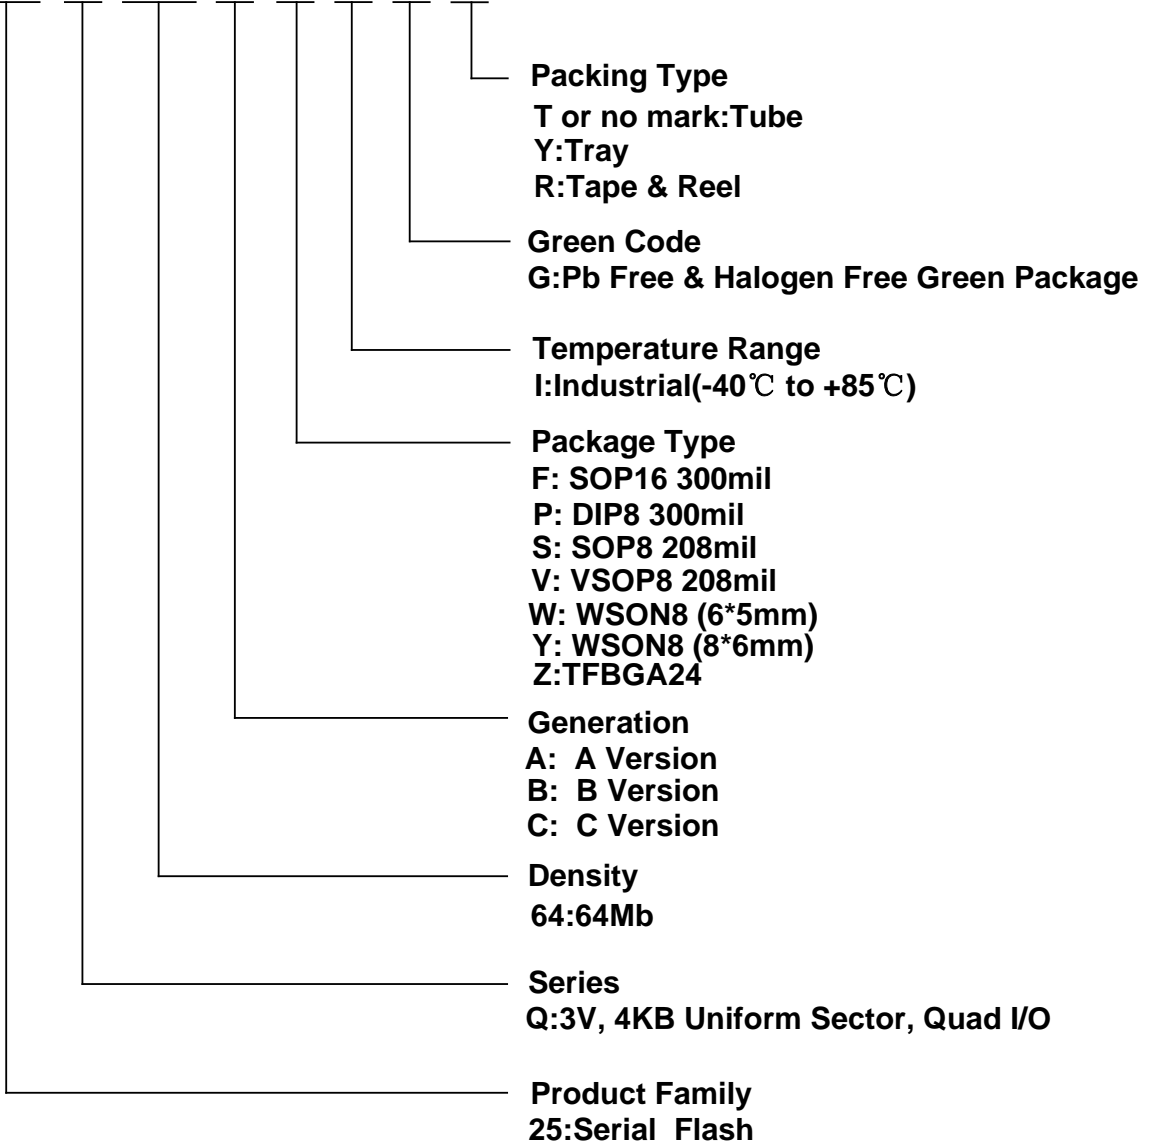 Packing Type
T or no mark:Tube
Y:Tray
R:Tape & Reel
Green Code
G:Pb Free & Halogen Free Green Package
Temperature Range
I:Industrial(-40℃ to +85℃)
Package Type
F: SOP16 300mil
P: DIP8 300mil
S: SOP8 208mil
V: VSOP8 208mil
W: WSON8 (6*5mm)
Y: WSON8 (8*6mm)
Z:TFBGA24
Generation
A: A Version
B: B Version
C: C Version
Density
64:64Mb
Series
Q:3V, 4KB Uniform Sector, Quad I/O
Product Family
25:Serial Flash